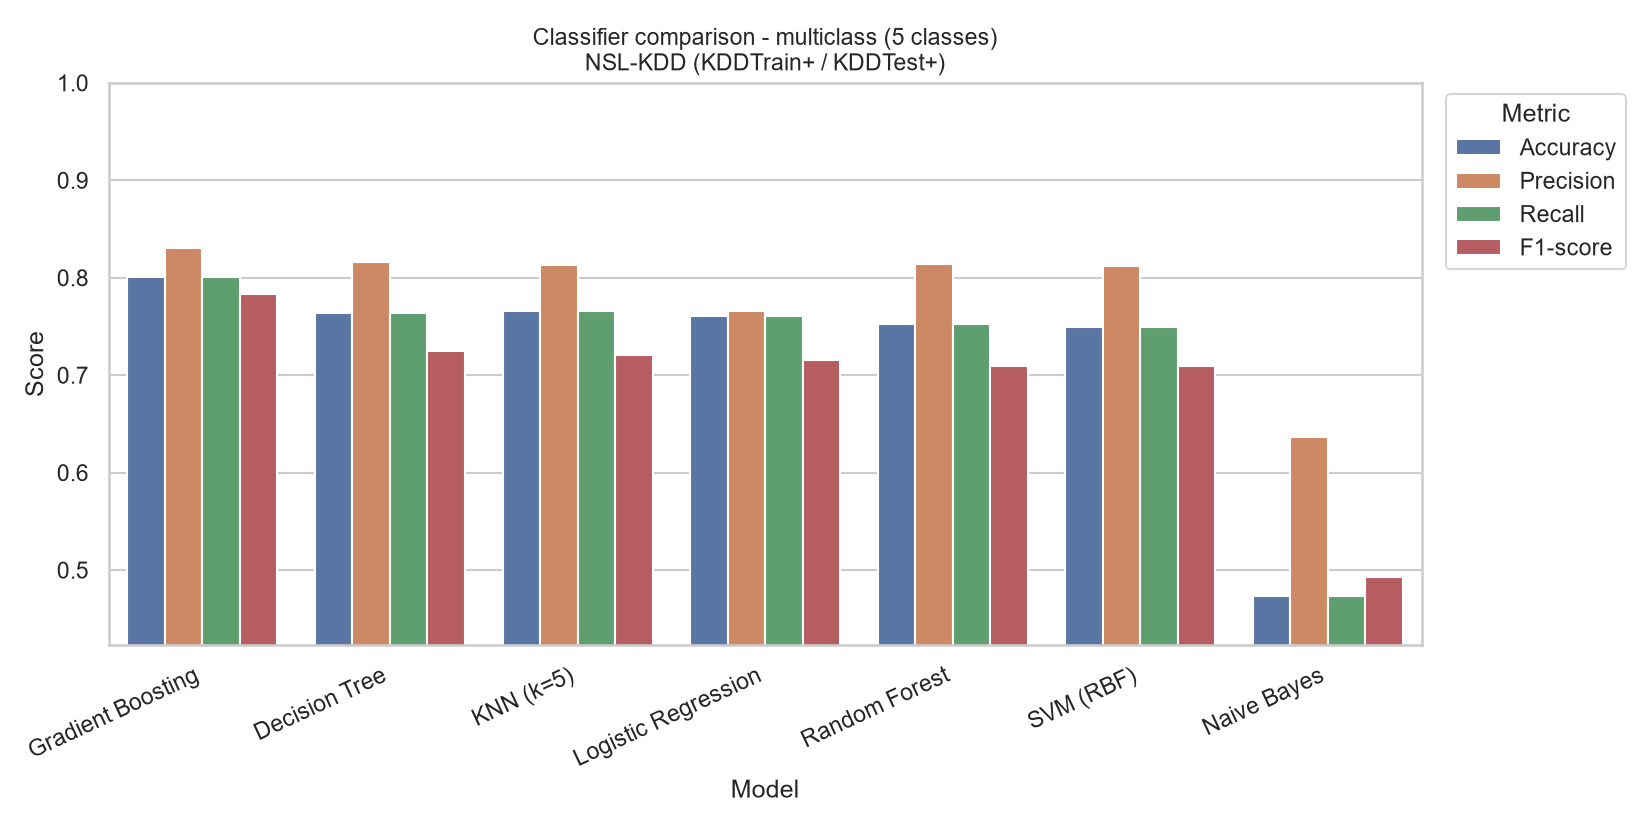 Classifier comparison - multiclass (5 classes)
NSL-KDD (KDDTrain+ / KDDTest+)
1.0
0.9
0.8
0.7
0.6
0.5
Score
Gradient Boosting
Decision Tree
KNN (k=5)
Logistic Regression
Random Forest
SVM (RBF)
Naive Bayes
Model
Metric
Accuracy
Precision
Recall
F1-score